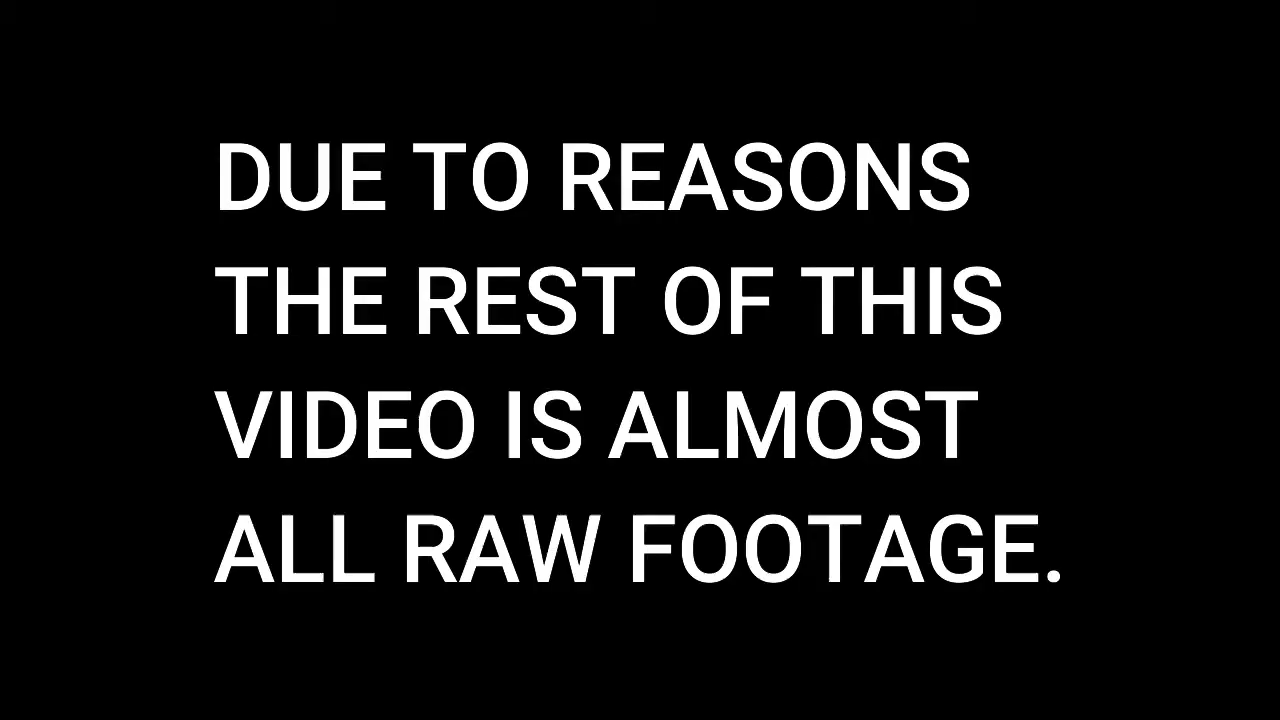 DUE TO REASONS
THE REST OF THIS
VIDEO IS ALMOST
ALL RAW FOOTAGE.